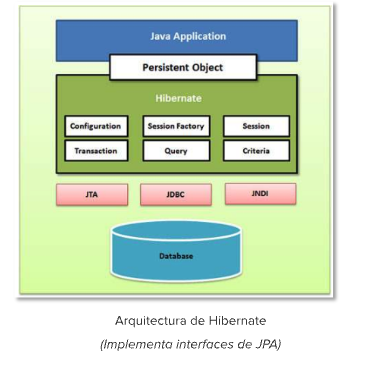 Java Application
Persistent Object
Hibernate
Configuration Session Factory Session
Transaction Query Criteria
JTA JDBC JNDI
Database
Arquitectura de Hibernate
(Implementa interfaces de JPA)